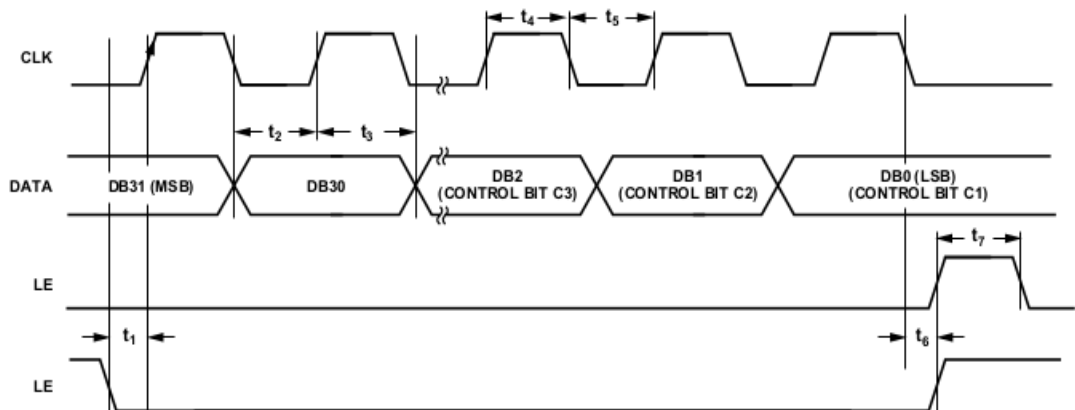 t4 t5
CLK
t2 t3
DATA
DB31 (MSB) DB30 DB2 DB1 DB0 (LSB)
(CONTROL BIT C3) (CONTROL BIT C2) (CONTROL BIT C1)
t7
LE
t1 t6
LE